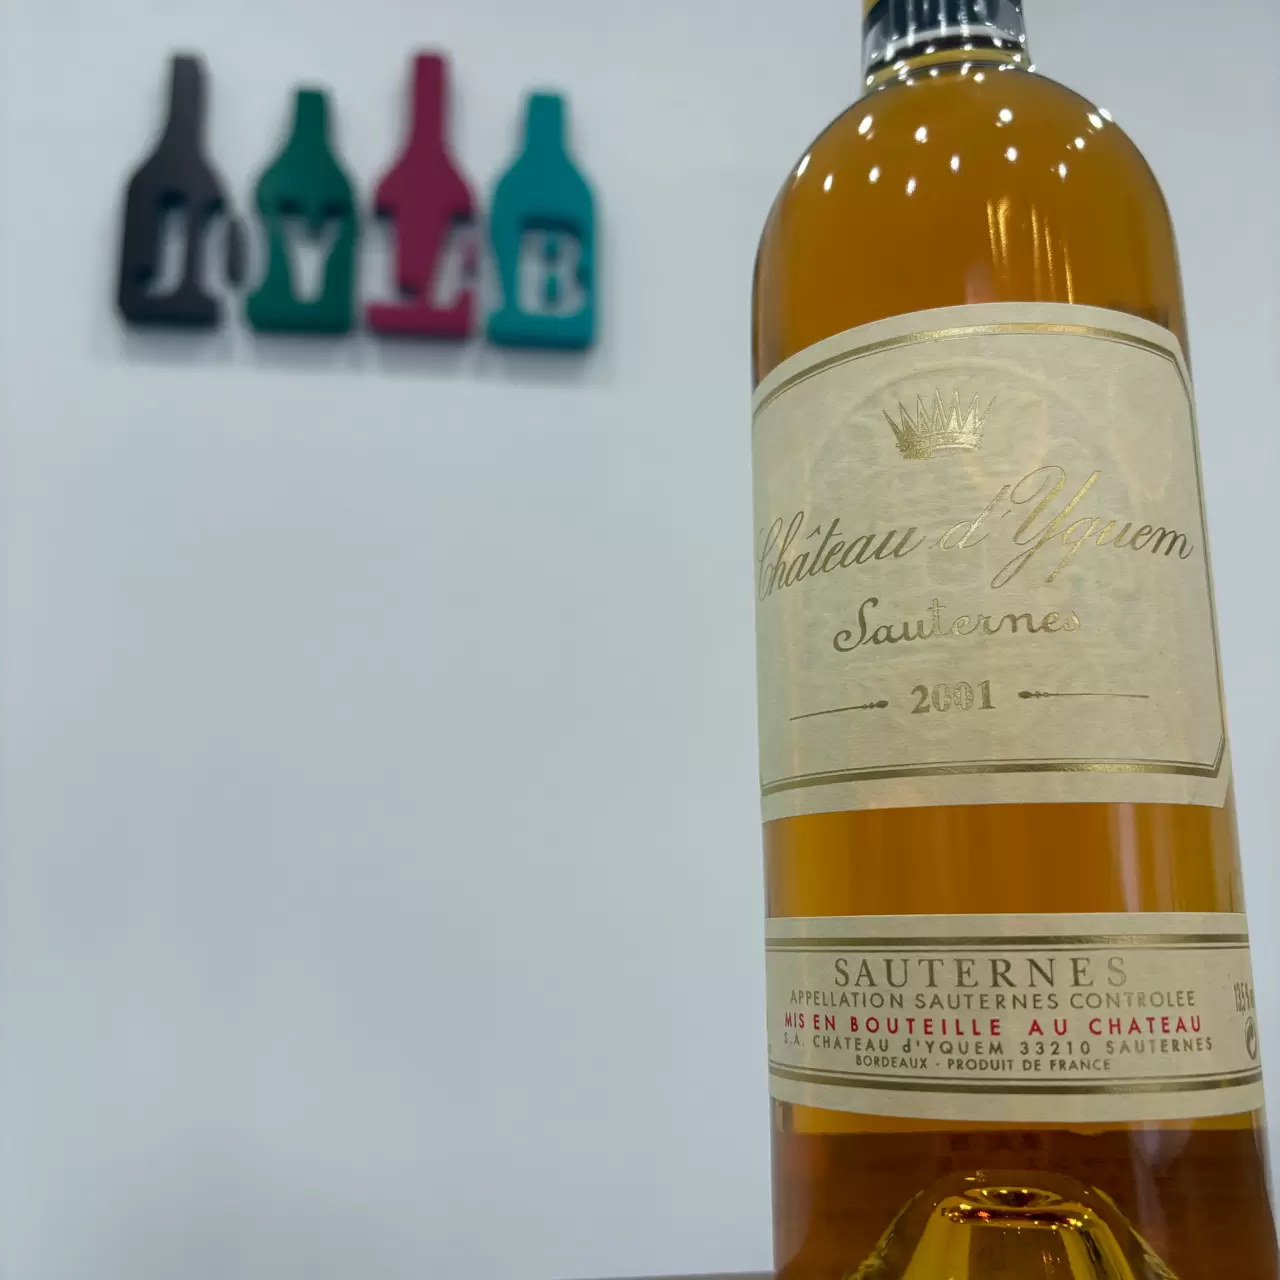 JOYLAB
Château d'Yquem
Sauternes
2001
SAUTERNES
APPELLATION SAUTERNES CONTROLEE
MIS EN BOUTEILLE AU CHATEAU
S.A. CHATEAU d'YQUEM 33210 SAUTERNES
BORDEAUX - PRODUIT DE FRANCE